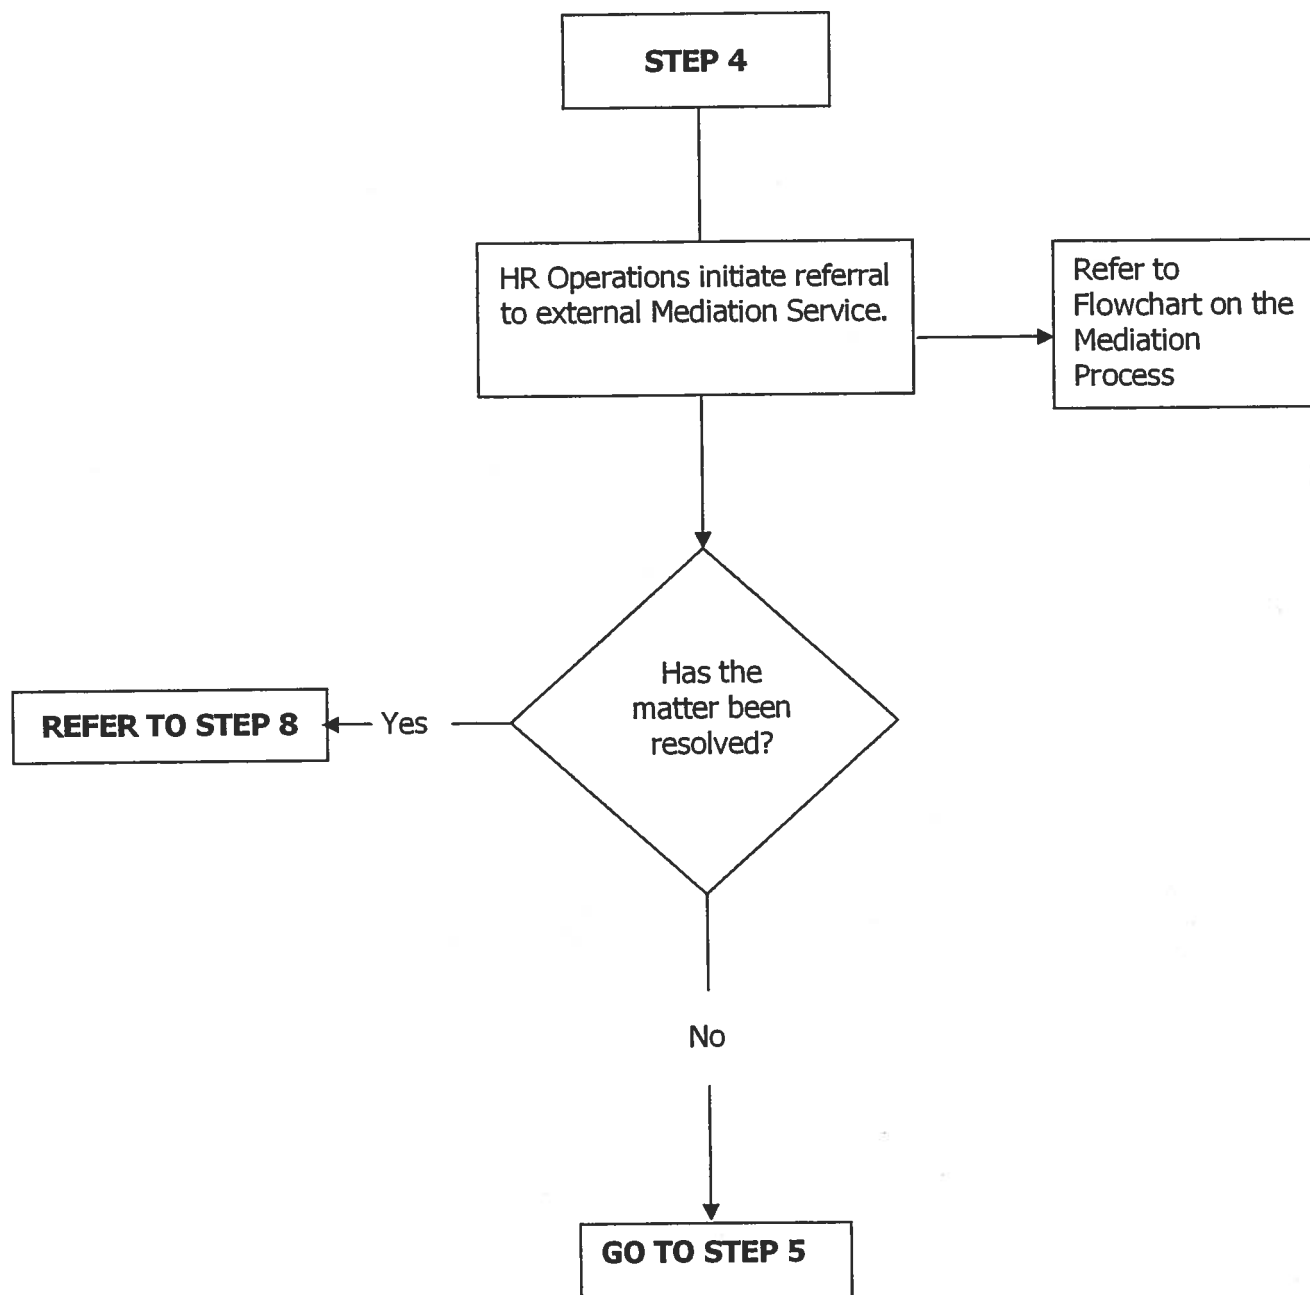 STEP 4
HR Operations initiate referral
to external Mediation Service.
Refer to
Flowchart on the
Mediation
Process
Has the
matter been
resolved?
REFER TO STEP 8
Yes
No
GO TO STEP 5